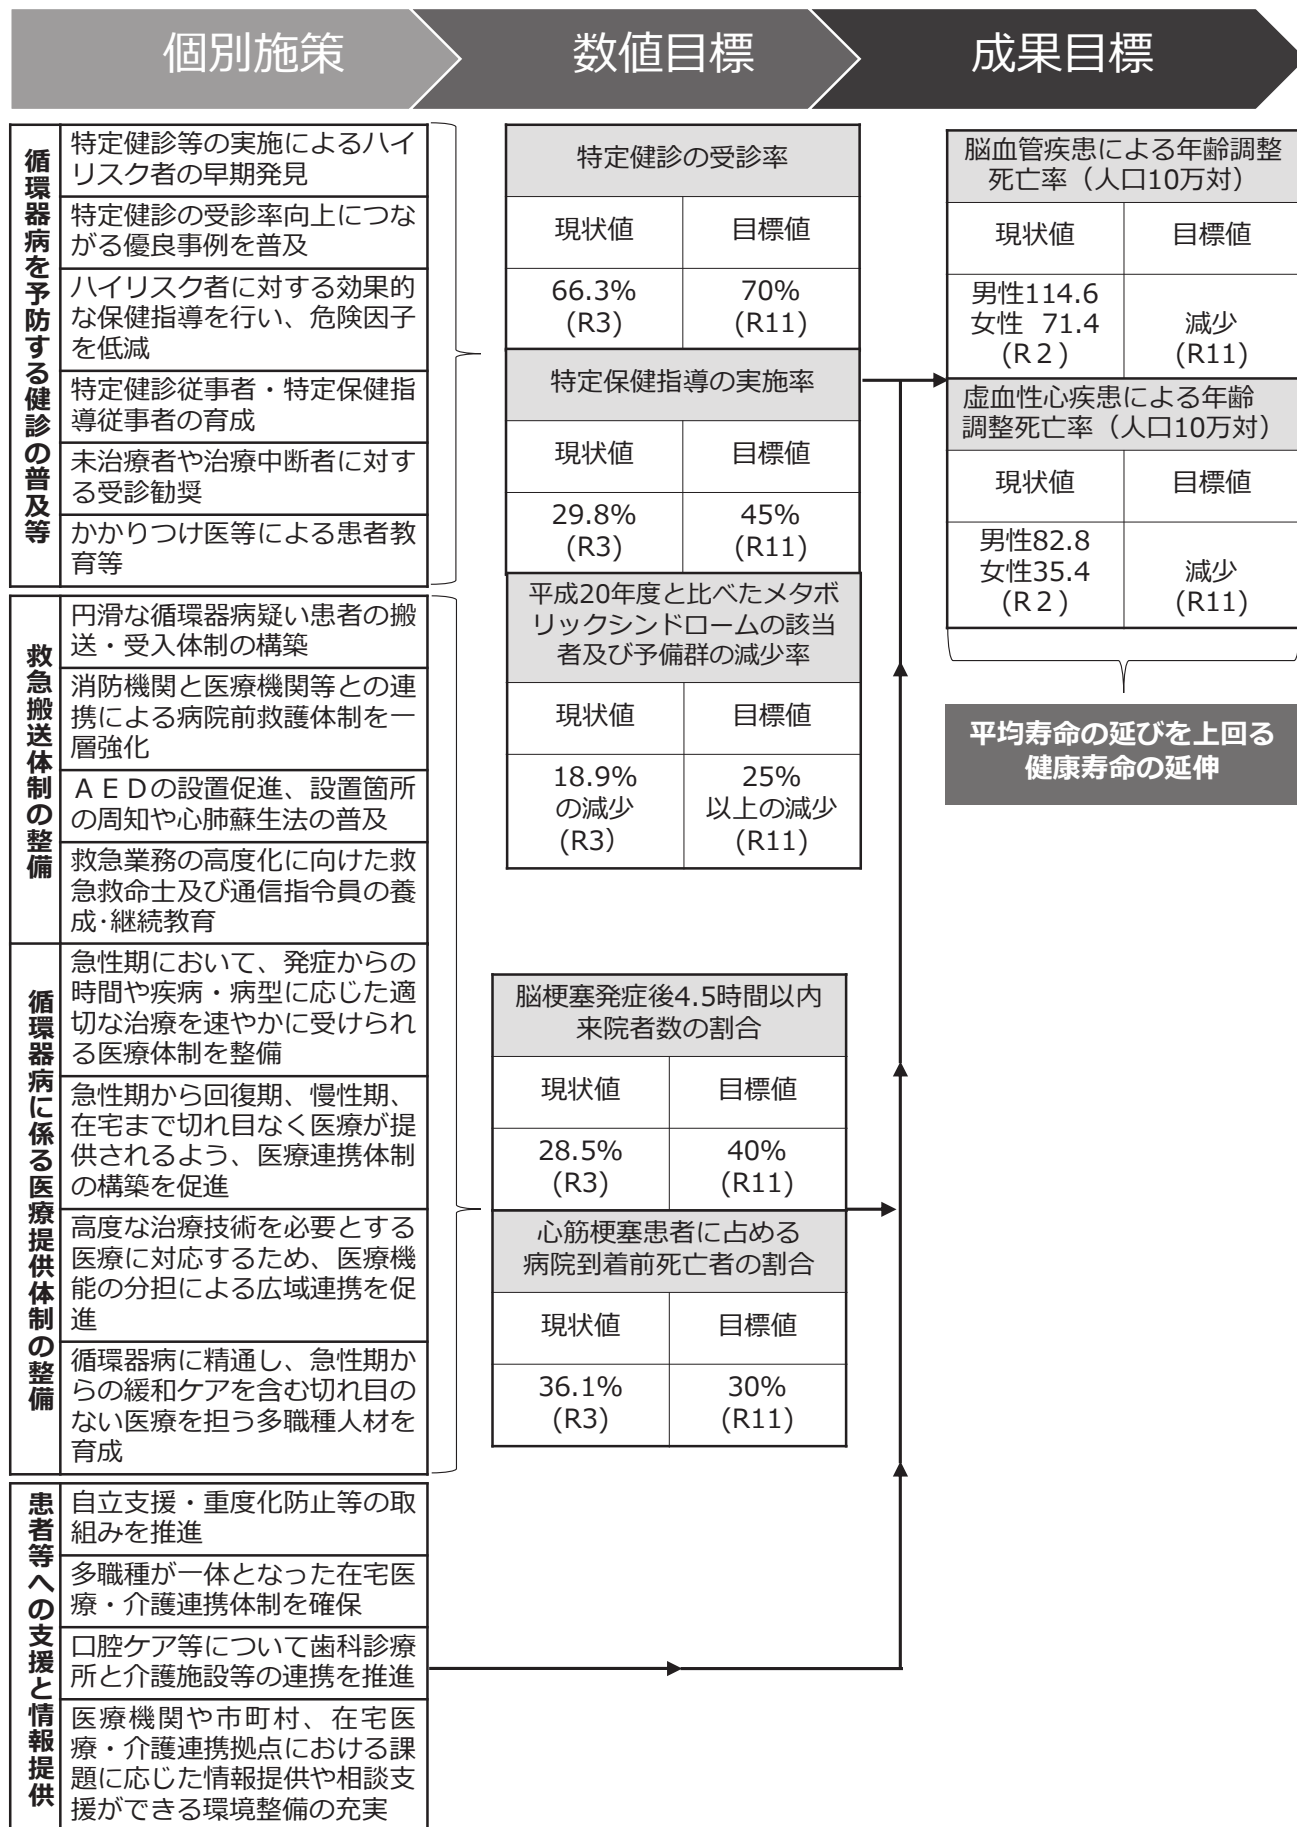 個別施策
数値目標
成果目標
循環器病を予防する健診の普及等
特定健診等の実施によるハイ
リスク者の早期発見
特定健診の受診率向上につな
がる優良事例を普及
ハイリスク者に対する効果的
な保健指導を行い、危険因子
を低減
特定健診従事者・特定保健指
導従事者の育成
未治療者や治療中断者に対す
る受診勧奨
かかりつけ医等による患者教
育等
救急搬送体制の整備
円滑な循環器病疑い患者の搬
送・受入体制の構築
消防機関と医療機関等との連
携による病院前救護体制を一
層強化
ＡＥＤの設置促進、設置箇所
の周知や心肺蘇生法の普及
救急業務の高度化に向けた救
急救命士及び通信指令員の養
成･継続教育
循環器病に係る医療提供体制の整備
急性期において、発症からの
時間や疾病・病型に応じた適
切な治療を速やかに受けられ
る医療体制を整備
急性期から回復期、慢性期、
在宅まで切れ目なく医療が提
供されるよう、医療連携体制
の構築を促進
高度な治療技術を必要とする
医療に対応するため、医療機
能の分担による広域連携を促
進
循環器病に精通し、急性期か
らの緩和ケアを含む切れ目の
ない医療を担う多職種人材を
育成
患者等への支援と情報提供
自立支援・重度化防止等の取
組みを推進
多職種が一体となった在宅医
療・介護連携体制を確保
口腔ケア等について歯科診療
所と介護施設等の連携を推進
医療機関や市町村、在宅医
療・介護連携拠点における課
題に応じた情報提供や相談支
援ができる環境整備の充実
特定健診の受診率
現状値 目標値
66.3% 70%
(R3) (R11)
特定保健指導の実施率
現状値 目標値
29.8% 45%
(R3) (R11)
平成20年度と比べたメタボ
リックシンドロームの該当
者及び予備群の減少率
現状値 目標値
18.9% 25%
の減少 以上の減少
(R3） (R11)
脳梗塞発症後4.5時間以内
来院者数の割合
現状値 目標値
28.5% 40%
(R3) (R11)
心筋梗塞患者に占める
病院到着前死亡者の割合
現状値 目標値
36.1% 30%
(R3) (R11)
脳血管疾患による年齢調整
死亡率（人口10万対）
現状値 目標値
男性114.6
女性 71.4 減少
(R２) (R11)
虚血性心疾患による年齢
調整死亡率（人口10万対）
現状値 目標値
男性82.8
女性35.4 減少
(R２) (R11)
平均寿命の延びを上回る
健康寿命の延伸